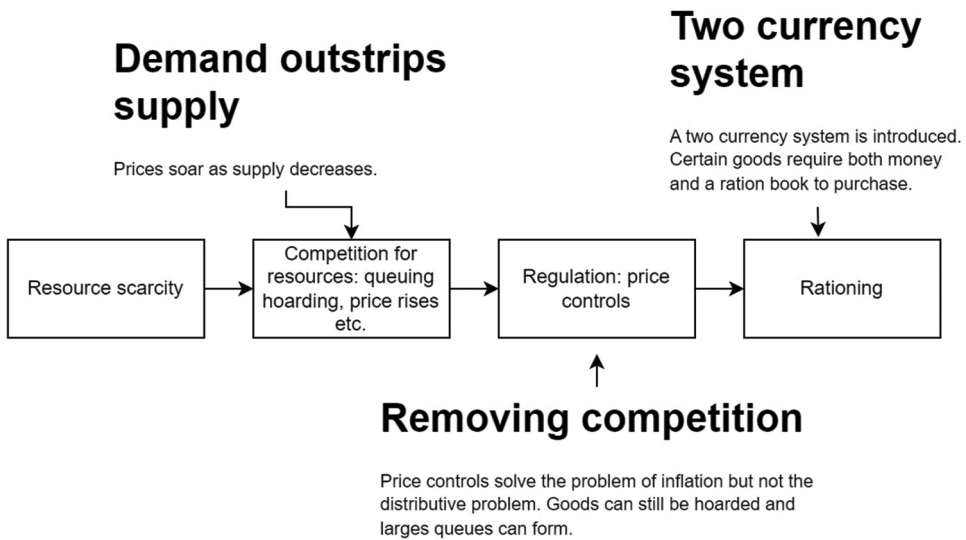 Two currency
system
Demand outstrips
supply
A two currency system is introduced.
Certain goods require both money
and a ration book to purchase.
Prices soar as supply decreases.
Resource scarcity
Competition for
resources: queuing
hoarding, price rises
etc.
Regulation: price
controls
Rationing
Removing competition
Price controls solve the problem of inflation but not the
distributive problem. Goods can still be hoarded and
larges queues can form.